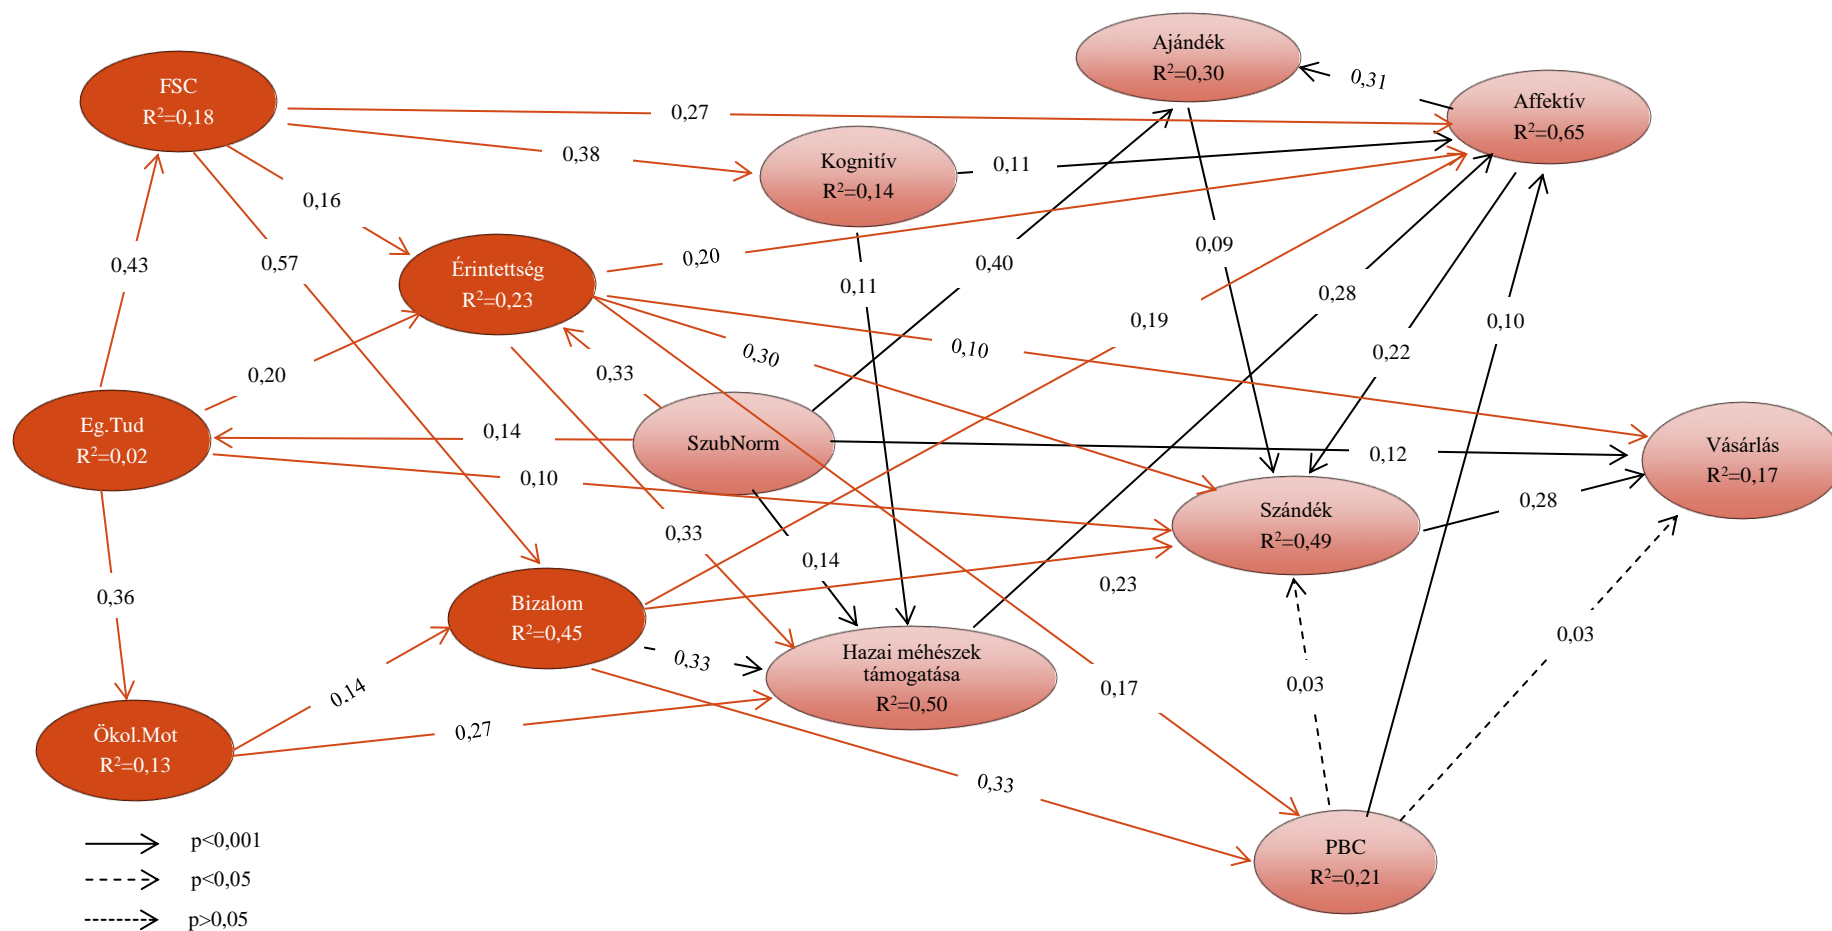 Ajándék
R²=0,30
FSC
R²=0,18
0,31
Affektív
R²=0,65
0,27
0,38
Kognitív
R²=0,14
0,11
0,16
0,43
0,57
Érintettség
R²=0,23
0,20
0,11
0,40
0,09
0,28
0,19
0,10
0,20
0,33
0,30
0,10
0,22
Eg.Tud
R²=0,02
0,14
SzubNorm
0,12
Vásárlás
R²=0,17
0,10
0,28
Szándék
R²=0,49
0,33
0,14
0,36
Bizalom
R²=0,45
0,23
0,33
Hazai méhészek
támogatása
R²=0,50
0,03
0,03
0,14
0,17
0,27
Ökol.Mot
R²=0,13
0,33
PBC
R²=0,21
p<0,001
p<0,05
p>0,05